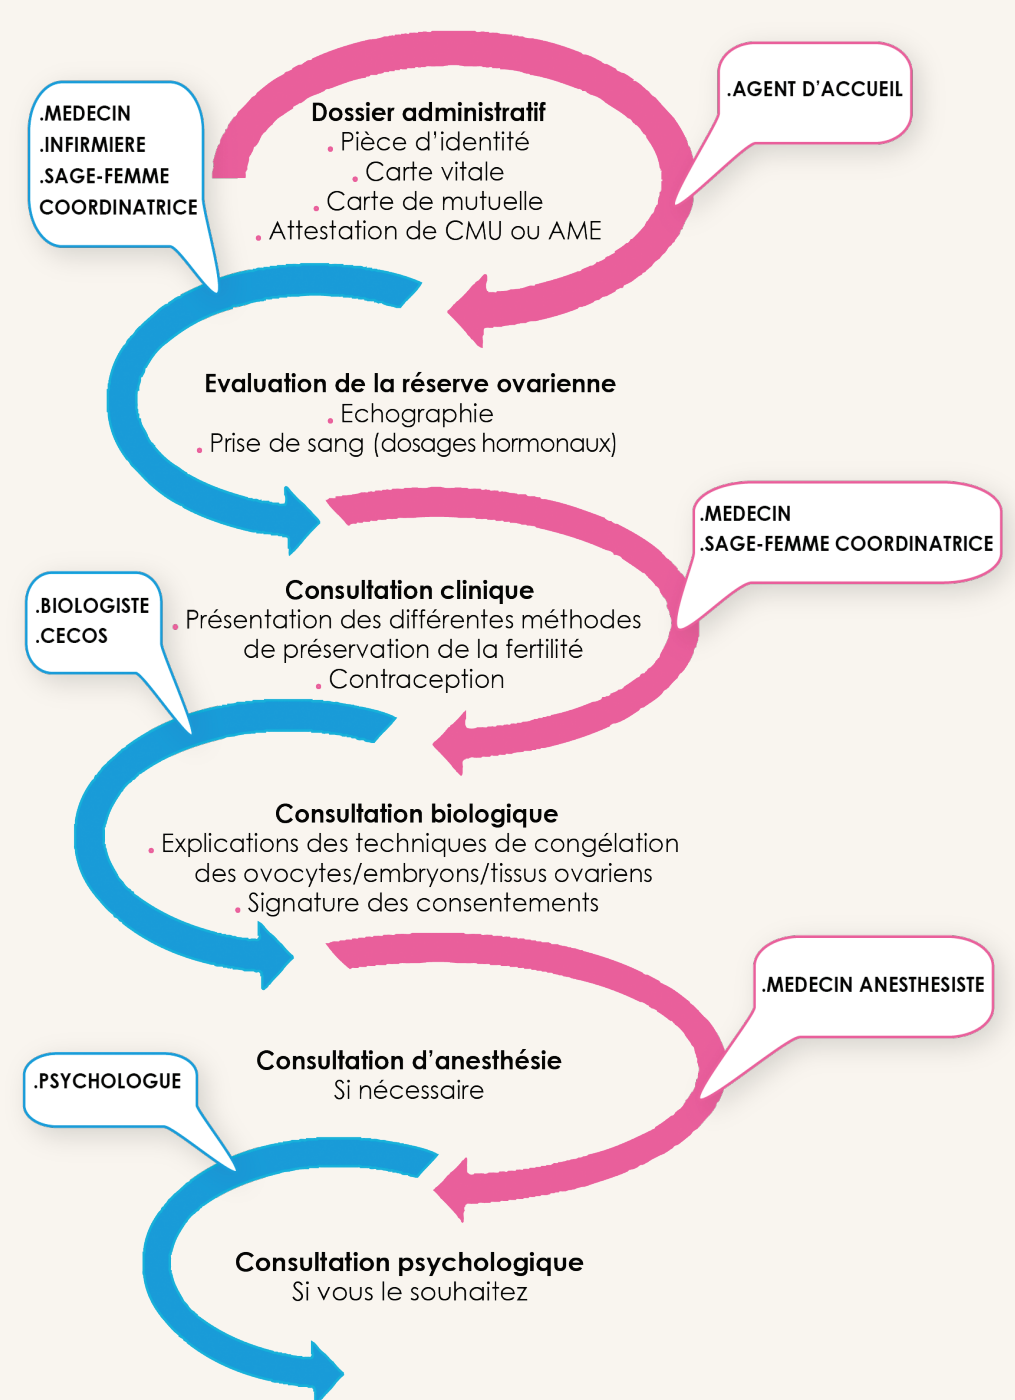 .AGENT D’ACCUEIL
Dossier administratif
. Pièce d’identité
. Carte vitale
. Carte de mutuelle
. Attestation de CMU ou AME
.MEDECIN
.INFIRMIERE
.SAGE-FEMME
COORDINATRICE
Evaluation de la réserve ovarienne
. Echographie
. Prise de sang (dosages hormonaux)
.MEDECIN
.SAGE-FEMME COORDINATRICE
Consultation clinique
. Présentation des différentes méthodes
de préservation de la fertilité
. Contraception
.BIOLOGISTE
.CECOS
Consultation biologique
. Explications des techniques de congélation
des ovocytes/embryons/tissus ovariens
. Signature des consentements
.MEDECIN ANESTHESISTE
Consultation d’anesthésie
Si nécessaire
.PSYCHOLOGUE
Consultation psychologique
Si vous le souhaitez